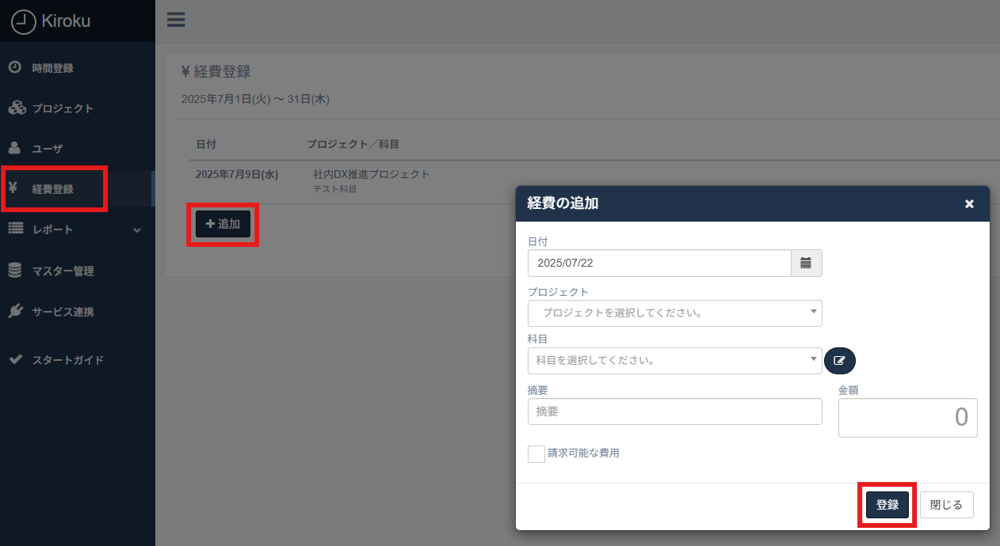 Kiroku
時間登録
プロジェクト
ユーザ
¥ 経費登録
レポート
マスター管理
サービス連携
スタートガイド
¥ 経費登録
2025年7月1日(火) ～ 31日(木)
日付 プロジェクト／科目
2025年7月9日(水) 社内DX推進プロジェクト
テスト科目
+追加
経費の追加 ×
日付
2025/07/22
プロジェクト
プロジェクトを選択してください。
科目
科目を選択してください。
摘要 金額
摘要 0
請求可能な費用
登録 閉じる